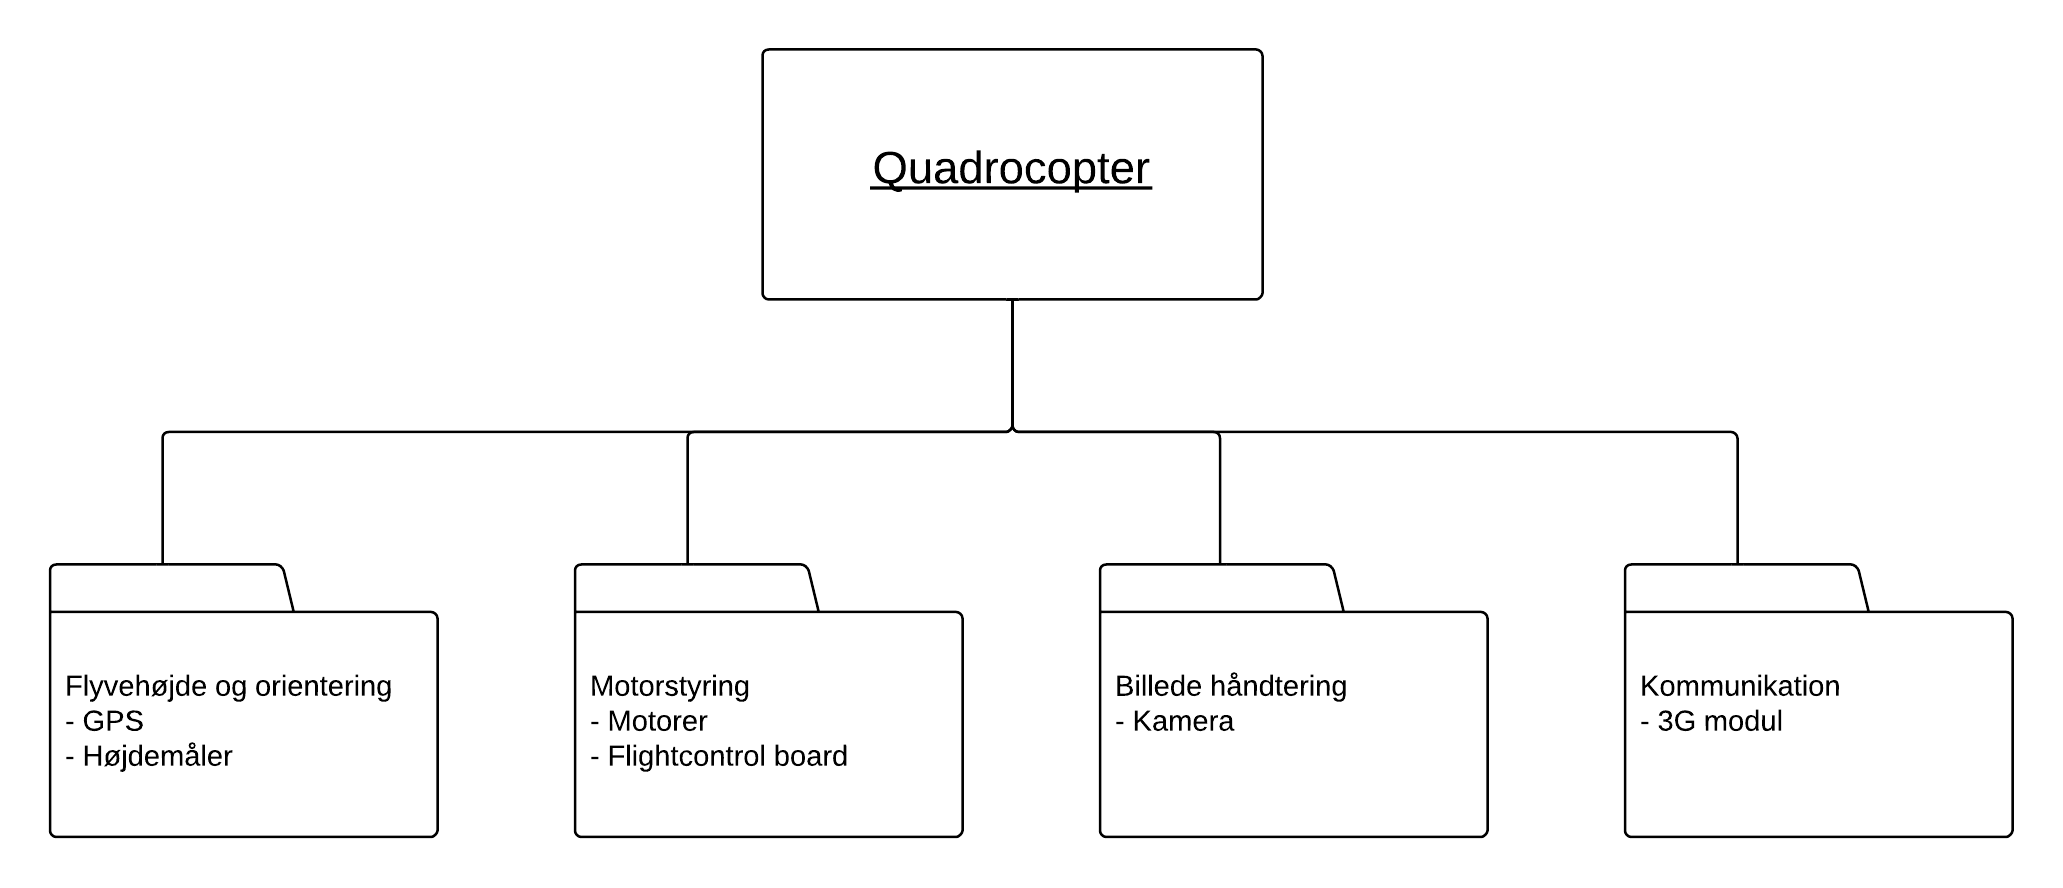 Quadrocopter
Flyvehøjde og orientering
- GPS
- Højdemåler
Motorstyring
- Motorer
- Flightcontrol board
Billede håndtering
- Kamera
Kommunikation
- 3G modul